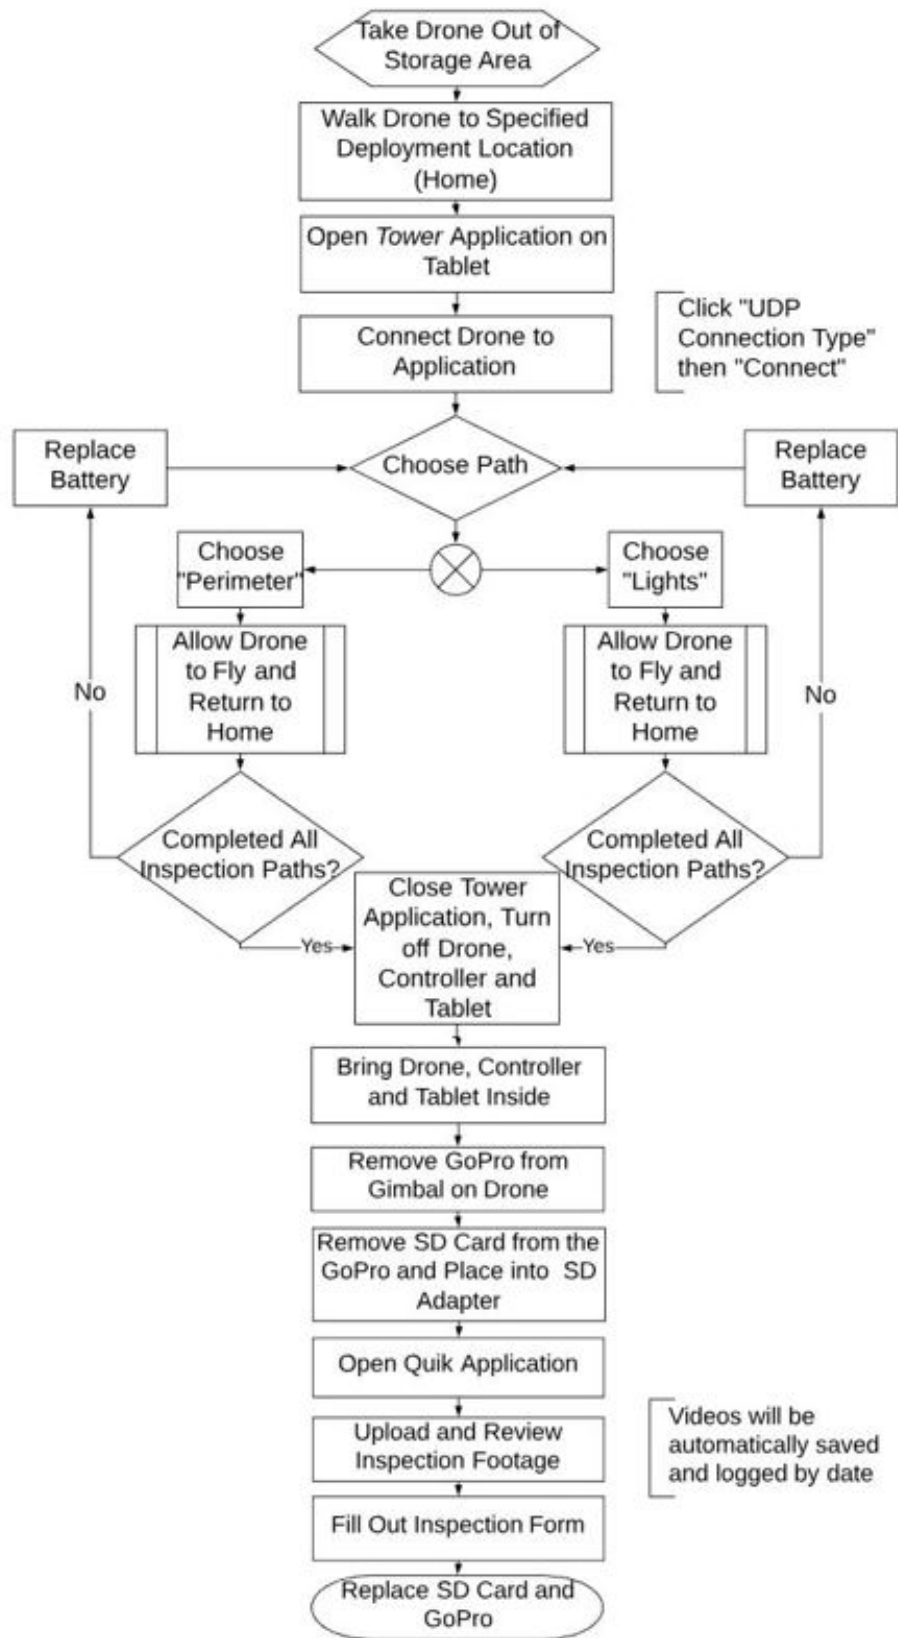 Take Drone Out of
Storage Area
Walk Drone to Specified
Deployment Location
(Home)
Open Tower Application on
Tablet
Connect Drone to
Application
Click "UDP
Connection Type"
then "Connect"
Replace
Battery
Choose Path
Replace
Battery
Choose
"Perimeter"
Choose
"Lights"
Allow Drone
to Fly and
Return to
Home
Allow Drone
to Fly and
Return to
Home
No
No
Completed All
Inspection Paths?
Completed All
Inspection Paths?
Yes
Yes
Close Tower
Application, Turn
off Drone,
Controller and
Tablet
Bring Drone, Controller
and Tablet Inside
Remove GoPro from
Gimbal on Drone
Remove SD Card from the
GoPro and Place into SD
Adapter
Open Quik Application
Upload and Review
Inspection Footage
Videos will be
automatically saved
and logged by date
Fill Out Inspection Form
Replace SD Card and
GoPro